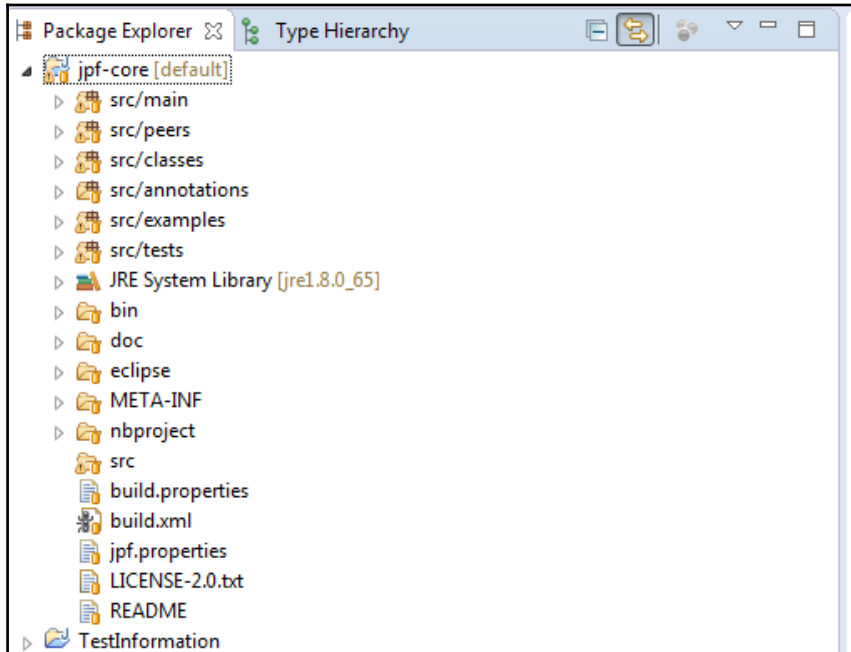 Package Explorer Type Hierarchy
jpf-core [default]
src/main
src/peers
src/classes
src/annotations
src/examples
src/tests
JRE System Library [jre1.8.0_65]
bin
doc
eclipse
META-INF
nbproject
src
build.properties
build.xml
jpf.properties
LICENSE-2.0.txt
README
TestInformation